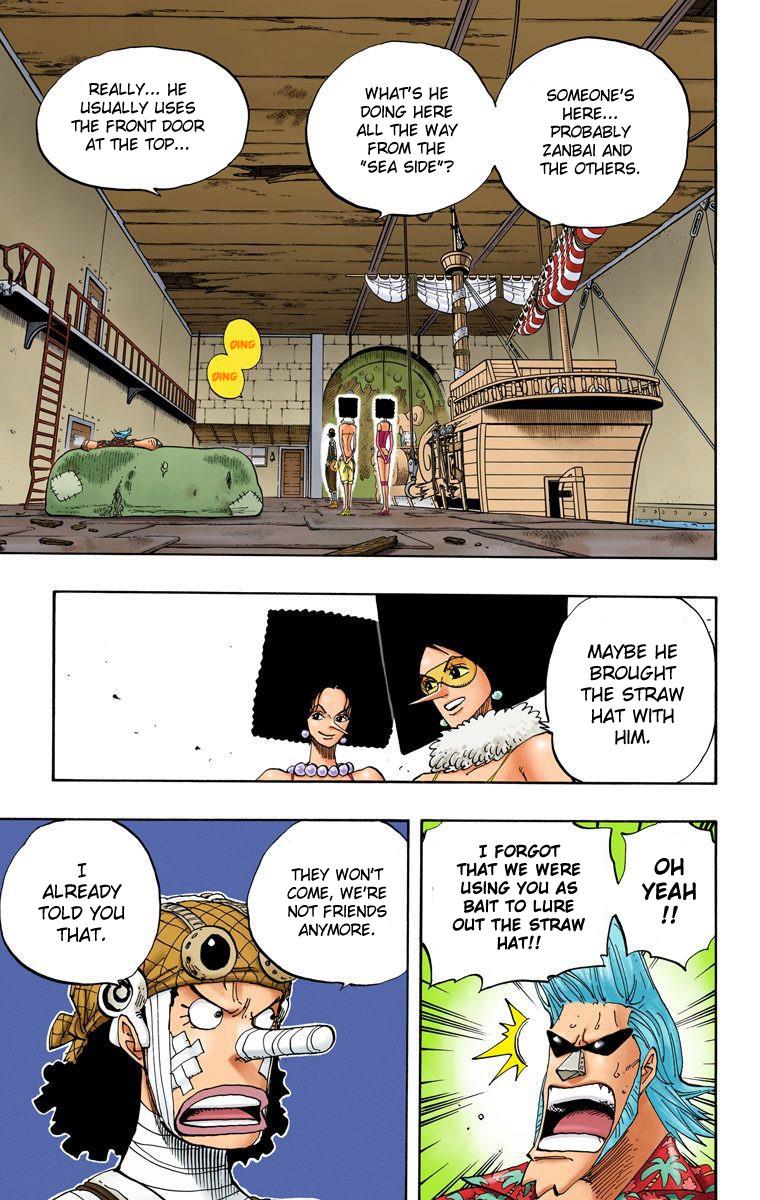 SOMEONE'S
HERE...
PROBABLY
ZANBAI AND
THE OTHERS.
WHAT'S HE
DOING HERE
ALL THE WAY
FROM THE
"SEA SIDE"?
REALLY... HE
USUALLY USES
THE FRONT DOOR
AT THE TOP...
DING
DING
MAYBE HE
BROUGHT
THE STRAW
HAT WITH
HIM.
OH
YEAH
!!
I FORGOT
THAT WE WERE
USING YOU AS
BAIT TO LURE
OUT THE STRAW
HAT!!
THEY WON'T
COME, WE'RE
NOT FRIENDS
ANYMORE.
I
ALREADY
TOLD YOU
THAT.